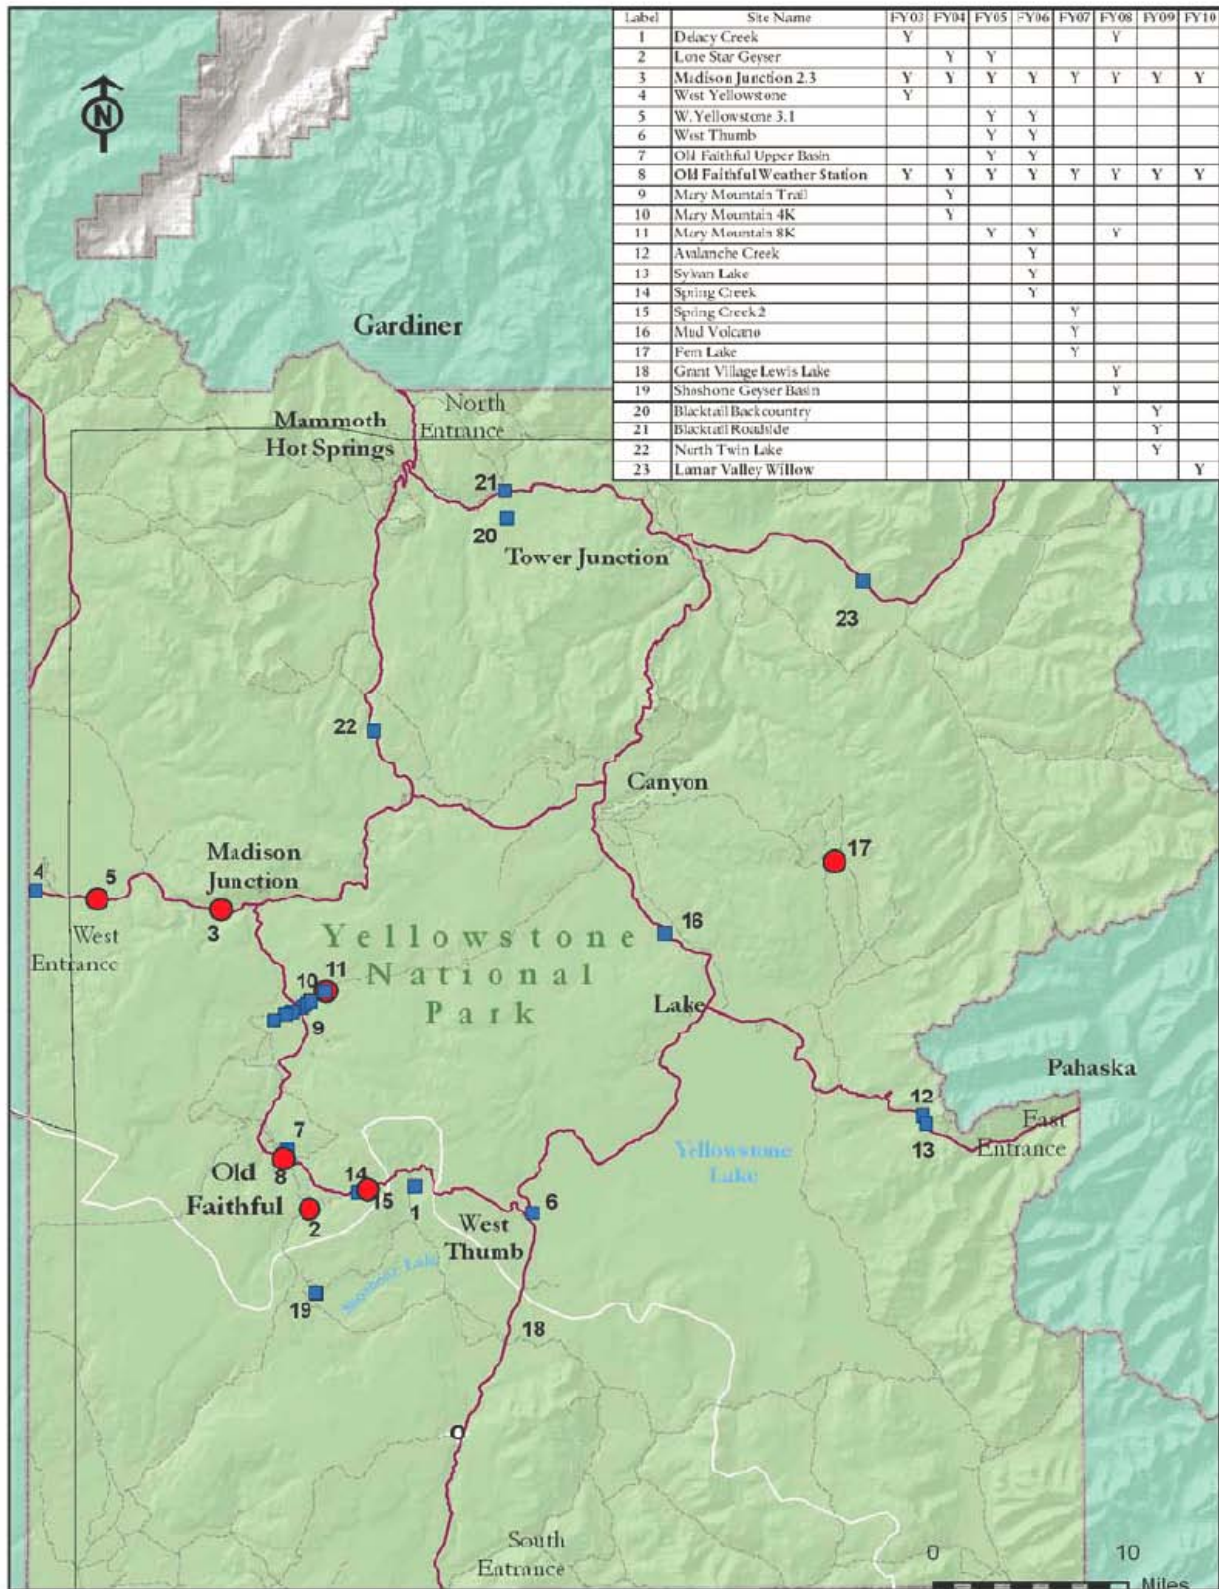 Label Site Name FY03 FY04 FY05 FY06 FY07 FY08 FY09 FY10
1 Delacy Creek Y Y
2 Lone Star Geyser Y Y
3 Madison Junction 2.3 Y Y Y Y Y Y Y Y
4 West Yellowstone Y
5 W. Yellowstone 3.1 Y Y
6 West Thumb Y Y
7 Old Faithful Upper Basin Y Y
8 Old Faithful Weather Station Y Y Y Y Y Y Y Y
9 Mary Mountain Trail Y
10 Mary Mountain 4K Y
11 Mary Mountain 8K Y Y Y
12 Avalanche Creek Y
13 Sylvan Lake Y
14 Spring Creek Y
15 Spring Creek 2 Y
16 Mud Volcano Y
17 Fern Lake Y
18 Grant Village Lewis Lake Y
19 Shoshone Geyser Basin Y
20 Blacktail Backcountry Y
21 Blacktail Roadside Y
22 North Twin Lake Y
23 Lamar Valley Willow Y
N
Gardiner
North
Entrance
Mammoth
Hot Springs
21
20
Tower Junction
23
22
Canyon
Madison
Junction
17
4
5
3
16
West
Entrance
Yellowstone
National
Park
10
11
9
Lake
Pahaska
12
East
Entrance
13
7
8
Old
Faithful
14
15
1
2
6
West
Thumb
Yellowstone
Lake
Shoshone Lake
19
18
O
South
Entrance
0 10
Miles